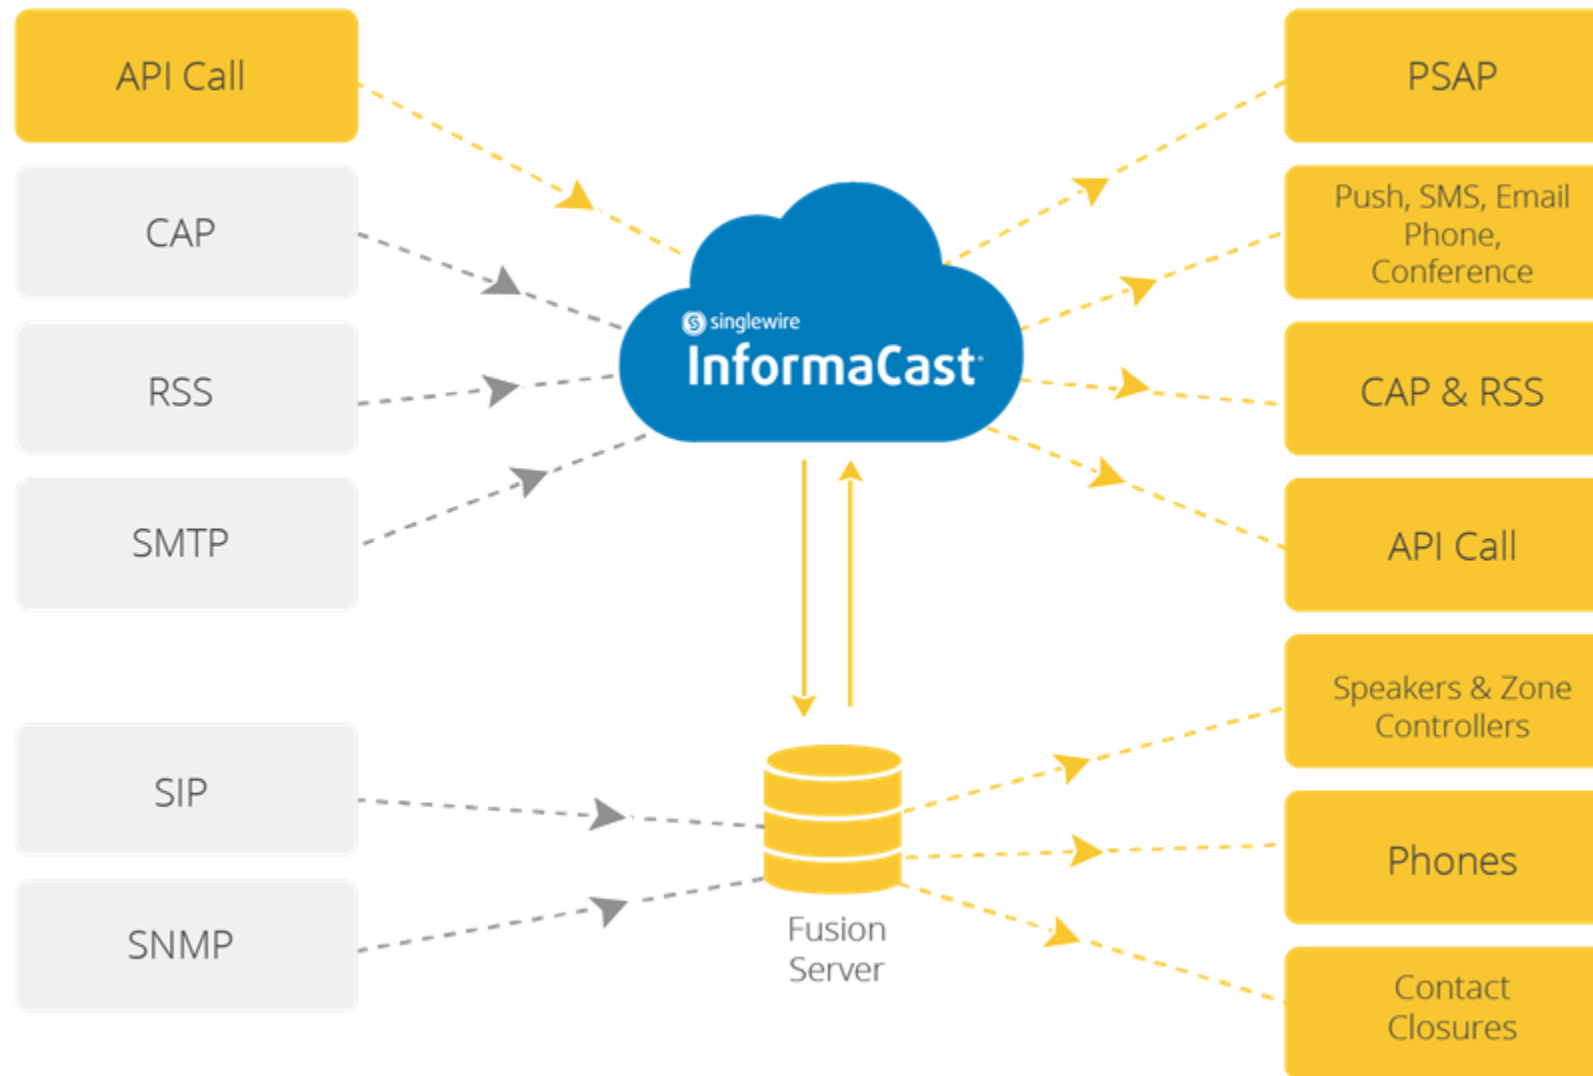 API Call
CAP
RSS
SMTP
SIP
SNMP
singlewire
InformaCast
Fusion
Server
PSAP
Push, SMS, Email
Phone,
Conference
CAP & RSS
API Call
Speakers & Zone
Controllers
Phones
Contact
Closures